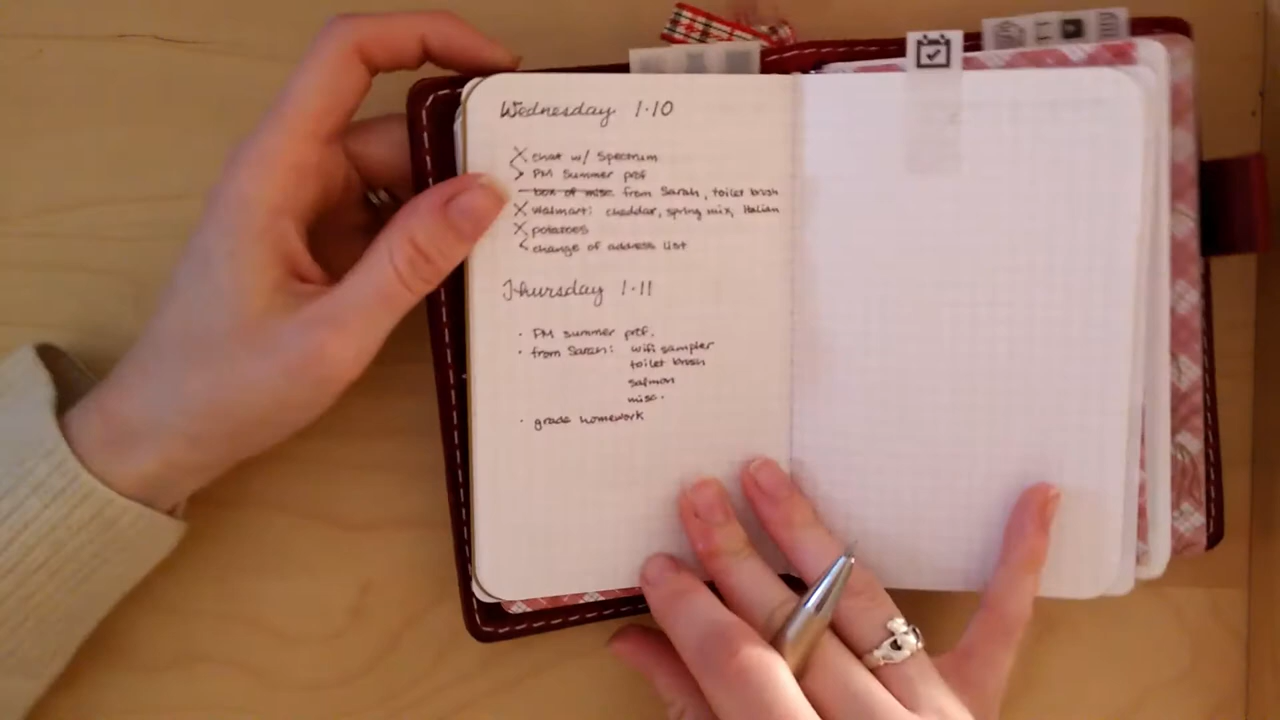 Wednesday 1.10
X chat w/ Spectrum
> PM Summer prof
box of misc. from Sarah, toilet brush
X Walmart: cheddar, spring mix, Italian
X potatoes
< change of address list
Thursday 1.11
· PM summer prof.
· from Sarah: wifi sampler
toilet brush
salmon
misc.
· grade homework